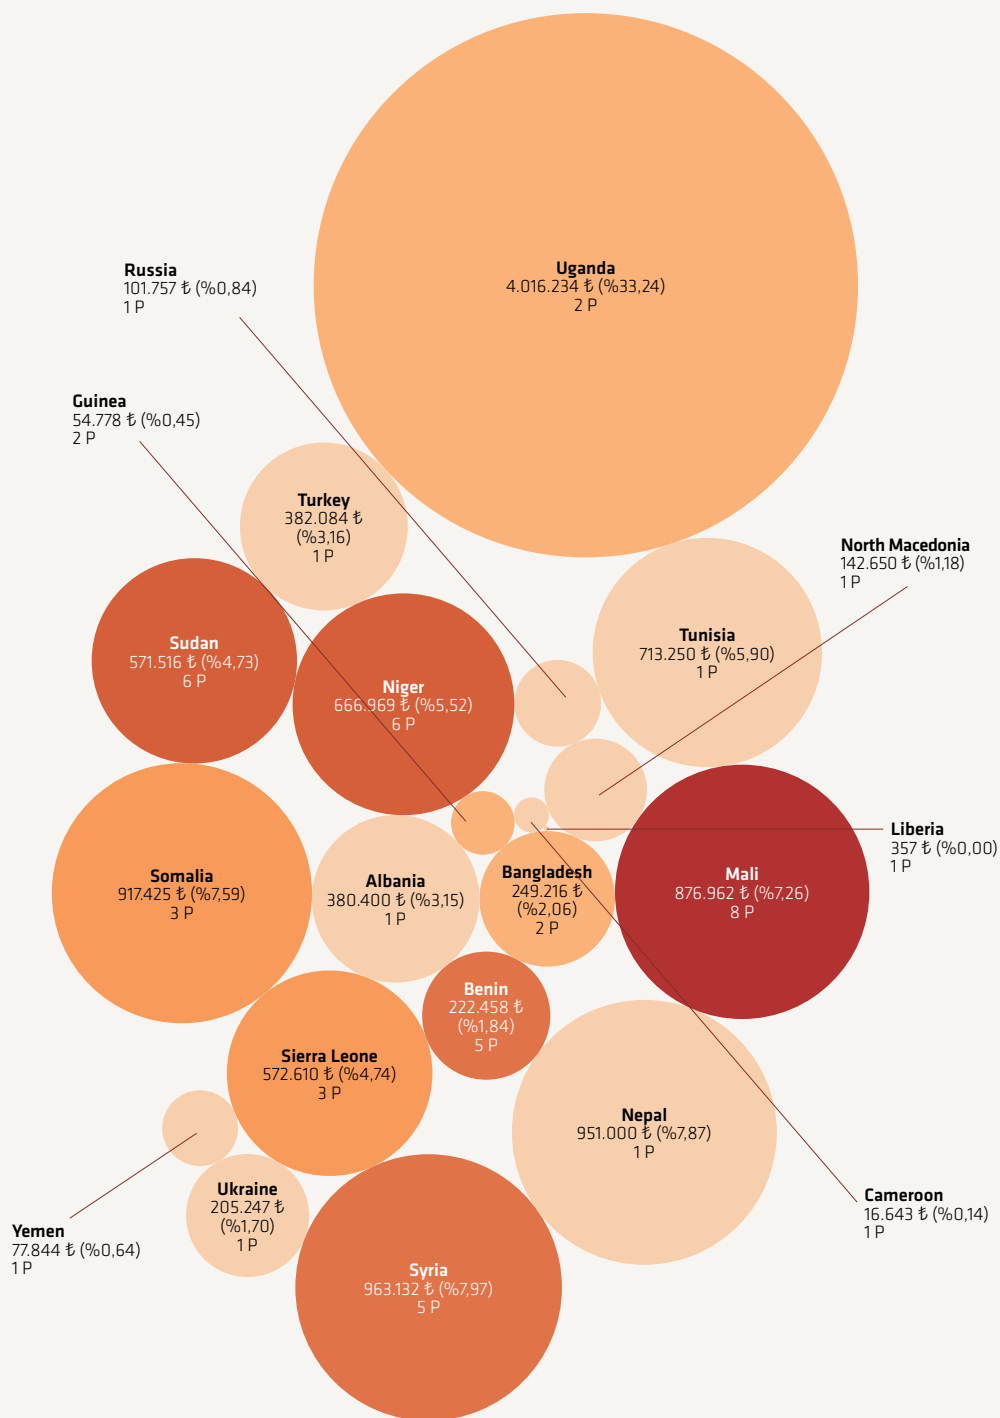 Uganda
4.016.234 ₺ (%33,24)
2 P
Russia
101.757 ₺ (%0,84)
1 P
Guinea
54.778 ₺ (%0,45)
2 P
Turkey
382.084 ₺
(%3,16)
1 P
North Macedonia
142.650 ₺ (%1,18)
1 P
Sudan
571.516 ₺ (%4,73)
6 P
Tunisia
713.250 ₺ (%5,90)
1 P
Niger
666.969 ₺ (%5,52)
6 P
Liberia
357 ₺ (%0,00)
1 P
Somalia
917.425 ₺ (%7,59)
3 P
Albania
380.400 ₺ (%3,15)
1 P
Bangladesh
249.216 ₺
(%2,06)
2 P
Mali
876.962 ₺ (%7,26)
8 P
Benin
222.458 ₺
(%1,84)
5 P
Sierra Leone
572.610 ₺ (%4,74)
3 P
Nepal
951.000 ₺ (%7,87)
1 P
Cameroon
16.643 ₺ (%0,14)
1 P
Ukraine
205.247 ₺
(%1,70)
1 P
Yemen
77.844 ₺ (%0,64)
1 P
Syria
963.132 ₺ (%7,97)
5 P